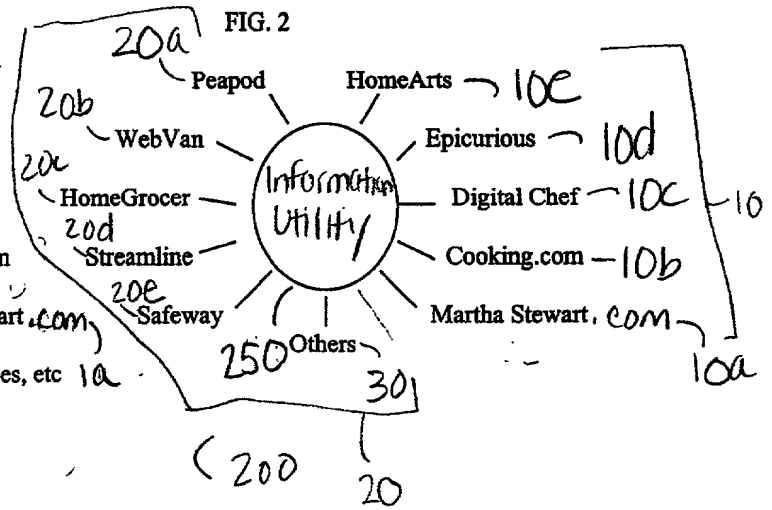 FIG. 2
20a
Peapod HomeArts 10e
20b
WebVan Epicurious 10d
20c
HomeGrocer Information Utility Digital Chef 10c 10
20d
Streamline Cooking.com 10b
20e
art.com Safeway Martha Stewart.com 10a
250 Others
es, etc 1a 30
200 20